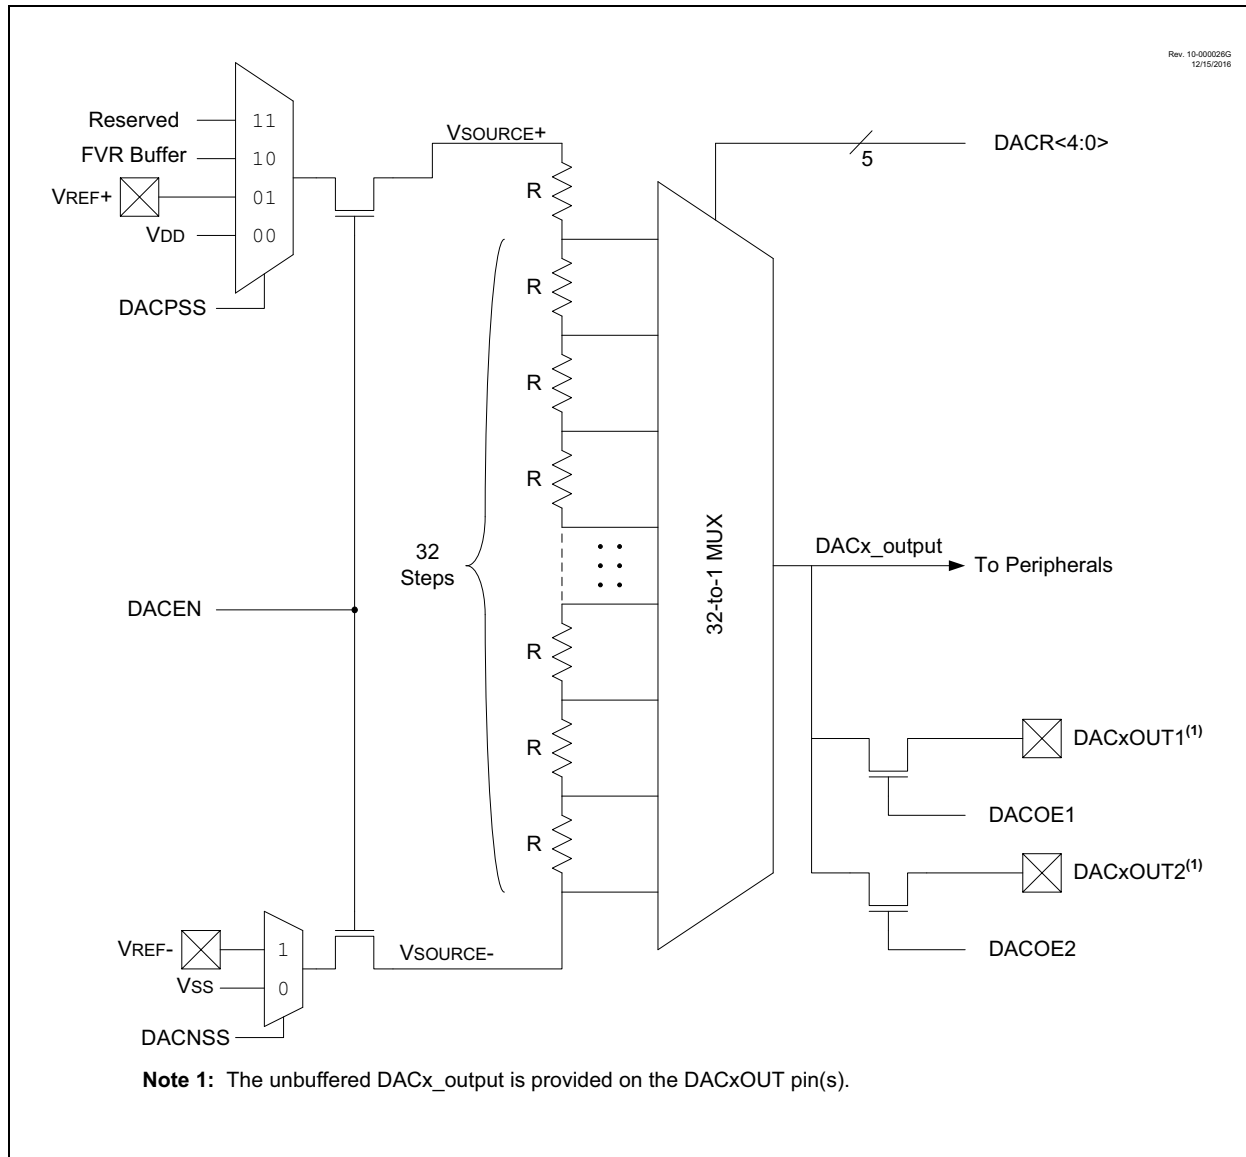 Rev. 10-000026G
12/15/2016
Reserved
11
FVR Buffer
10
VREF+
01
VDD
00
DACPSS
VSOURCE+
DACR<4:0>
5
R
R
R
R
32
Steps
32-to-1 MUX
DACx_output
To Peripherals
DACEN
R
R
R
DACxOUT1(1)
DACOE1
DACxOUT2(1)
DACOE2
VREF-
1
VSS
0
VSOURCE-
DACNSS
Note 1: The unbuffered DACx_output is provided on the DACxOUT pin(s).